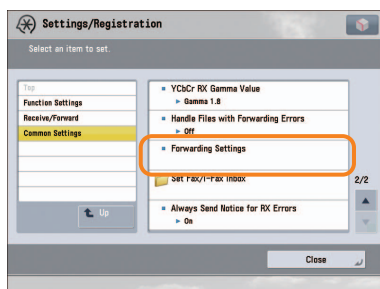 Settings/Registration
Select an item to set.
Top
Function Settings
Receive/Forward
Common Settings
Up
YCbCr RX Gamma Value
Gamma 1.8
Handle Files with Forwarding Errors
Off
Forwarding Settings
Set Fax/I-Fax Inbox
Always Send Notice for RX Errors
On
2/2
Close